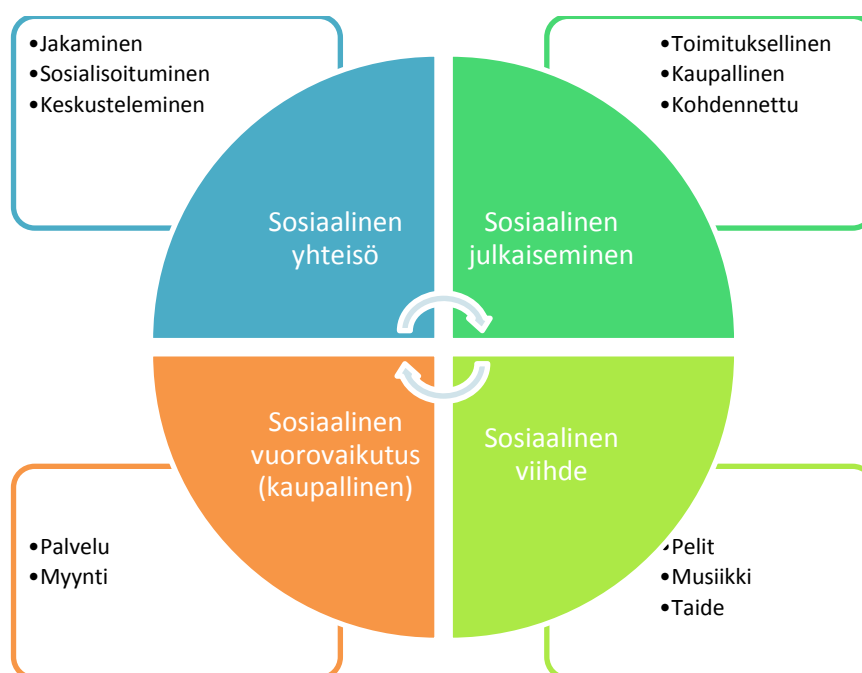 •Jakaminen
•Sosialisoituminen
•Keskusteleminen
•Toimituksellinen
•Kaupallinen
•Kohdennettu
Sosiaalinen
yhteisö
Sosiaalinen
julkaiseminen
Sosiaalinen
vuorovaikutus
(kaupallinen)
Sosiaalinen
viihde
•Palvelu
•Myynti
•Pelit
•Musiikki
•Taide